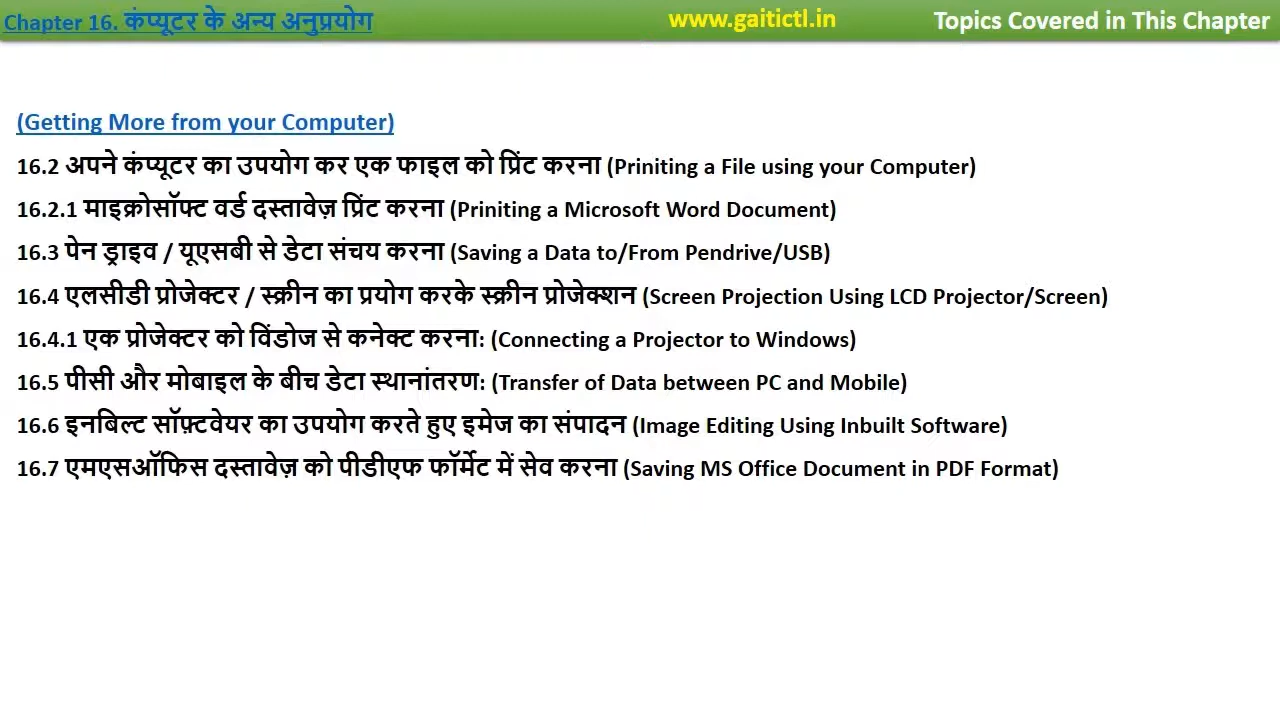 Chapter 16. कंप्यूटर के अन्य अनुप्रयोग www.gaitictl.in Topics Covered in This Chapter
(Getting More from your Computer)
16.2 अपने कंप्यूटर का उपयोग कर एक फाइल को प्रिंट करना (Priniting a File using your Computer)
16.2.1 माइक्रोसॉफ्ट वर्ड दस्तावेज़ प्रिंट करना (Priniting a Microsoft Word Document)
16.3 पेन ड्राइव / यूएसबी से डेटा संचय करना (Saving a Data to/From Pendrive/USB)
16.4 एलसीडी प्रोजेक्टर / स्क्रीन का प्रयोग करके स्क्रीन प्रोजेक्शन (Screen Projection Using LCD Projector/Screen)
16.4.1 एक प्रोजेक्टर को विंडोज से कनेक्ट करना: (Connecting a Projector to Windows)
16.5 पीसी और मोबाइल के बीच डेटा स्थानांतरण: (Transfer of Data between PC and Mobile)
16.6 इनबिल्ट सॉफ़्टवेयर का उपयोग करते हुए इमेज का संपादन (Image Editing Using Inbuilt Software)
16.7 एमएसऑफिस दस्तावेज़ को पीडीएफ फॉर्मेट में सेव करना (Saving MS Office Document in PDF Format)